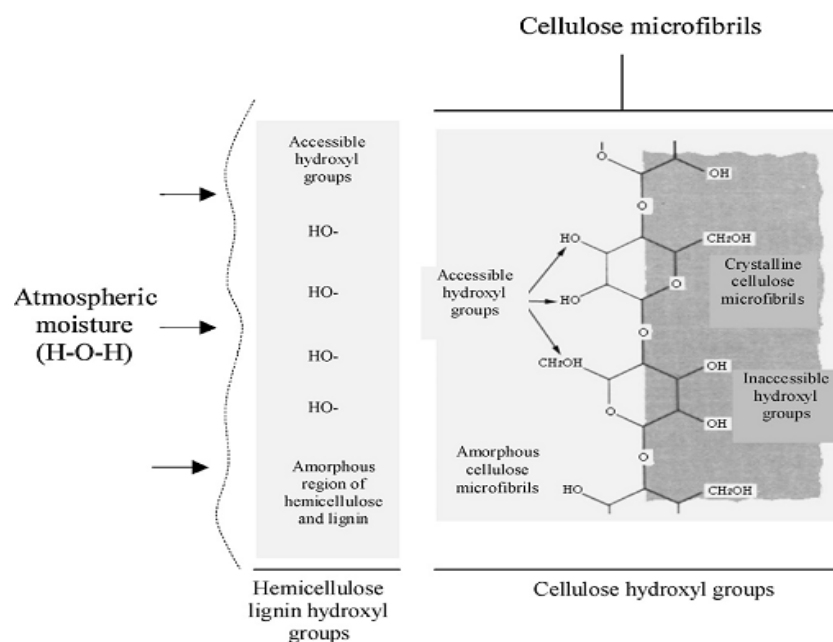 Cellulose microfibrils
Atmospheric
moisture
(H-O-H)
Accessible
hydroxyl
groups
HO-
HO-
HO-
HO-
Amorphous
region of
hemicellulose
and lignin
Hemicellulose
lignin hydroxyl
groups
O
OH
O
HO
CH₂OH
Accessible
hydroxyl
groups
O
Crystalline
cellulose
microfibrils
HO
O
CH₂OH
OH
O
OH
Inaccessible
hydroxyl
groups
Amorphous
cellulose
microfibrils
O
HO
CH₂OH
Cellulose hydroxyl groups